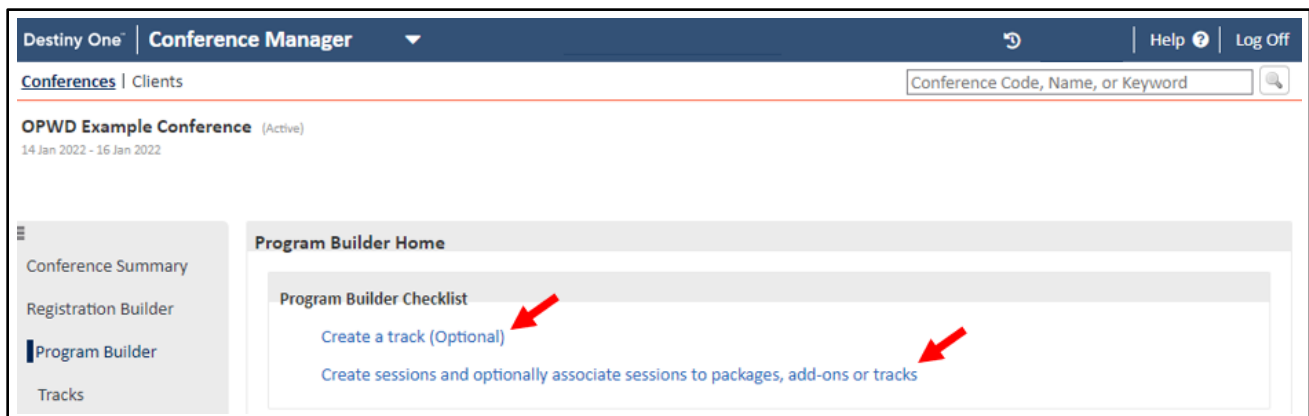 Destiny One™ Conference Manager Help Log Off
Conferences | Clients Conference Code, Name, or Keyword
OPWD Example Conference (Active)
14 Jan 2022 - 16 Jan 2022
Program Builder Home
Conference Summary
Program Builder Checklist
Registration Builder
Create a track (Optional)
Program Builder
Create sessions and optionally associate sessions to packages, add-ons or tracks
Tracks